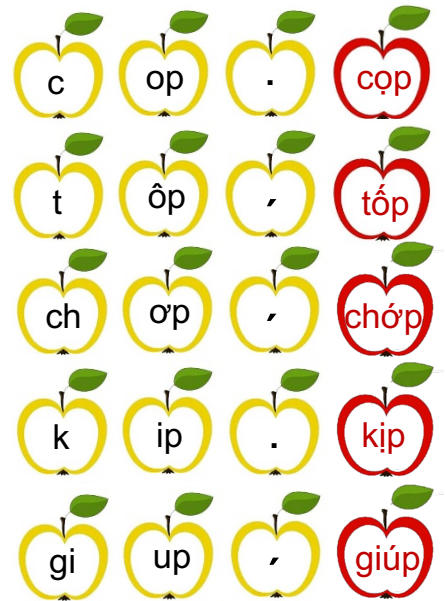 c op . cọp
t ôp ´ tốp
ch ơp ´ chớp
k ip . kịp
gi up ´ giúp